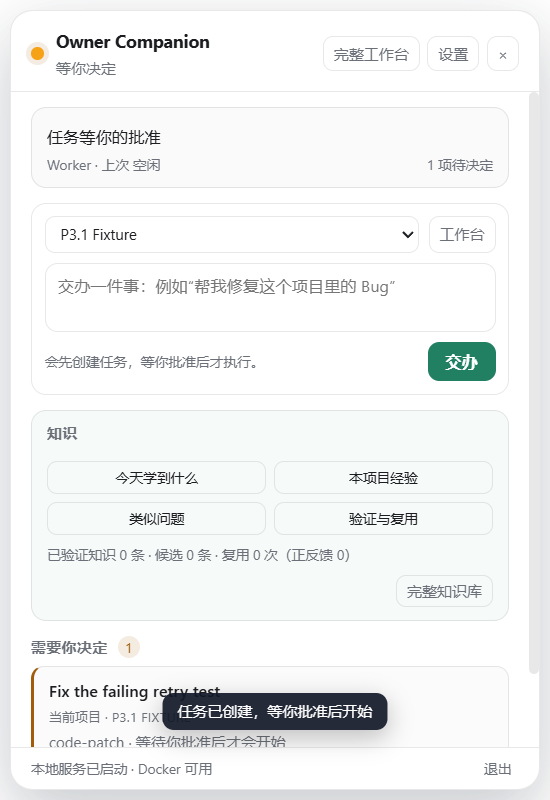 Owner Companion
等你决定
完整工作台
设置
×
任务等你的批准
Worker · 上次 空闲
1 项待决定
P3.1 Fixture
工作台
交办一件事：例如“帮我修复这个项目里的 Bug”
会先创建任务，等你批准后才执行。
交办
知识
今天学到什么
本项目经验
类似问题
验证与复用
已验证知识 0 条 · 候选 0 条 · 复用 0 次（正反馈 0）
完整知识库
需要你决定 1
Fix the failing retry test
当前项目 · P3.1 FIXT
任务已创建，等你批准后开始
code-patch · 等待你批准后才会开始
本地服务已启动 · Docker 可用
退出